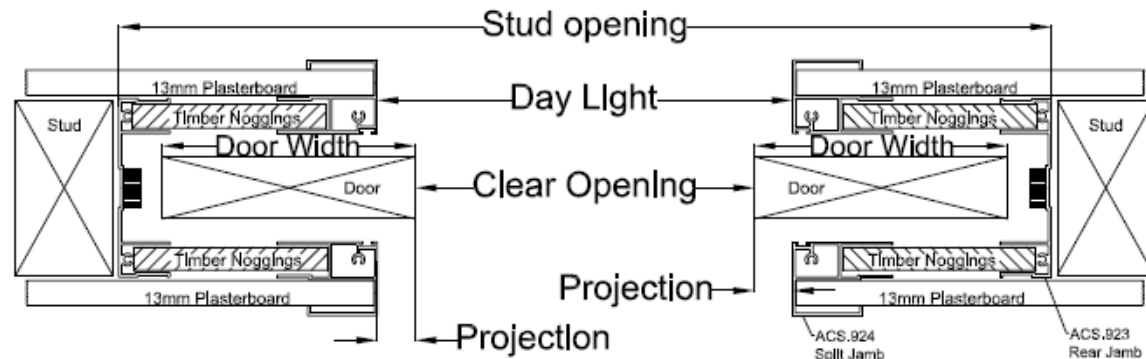 Stud opening
13mm Plasterboard
13mm Plasterboard
Day Light
Stud
Timber Noggings
Timber Noggings
Stud
Door Width
Door Width
Door
Clear Opening
Door
Timber Noggings
Timber Noggings
13mm Plasterboard
Projection
13mm Plasterboard
Projection
ACS.924
Split Jamb
ACS.923
Rear Jamb